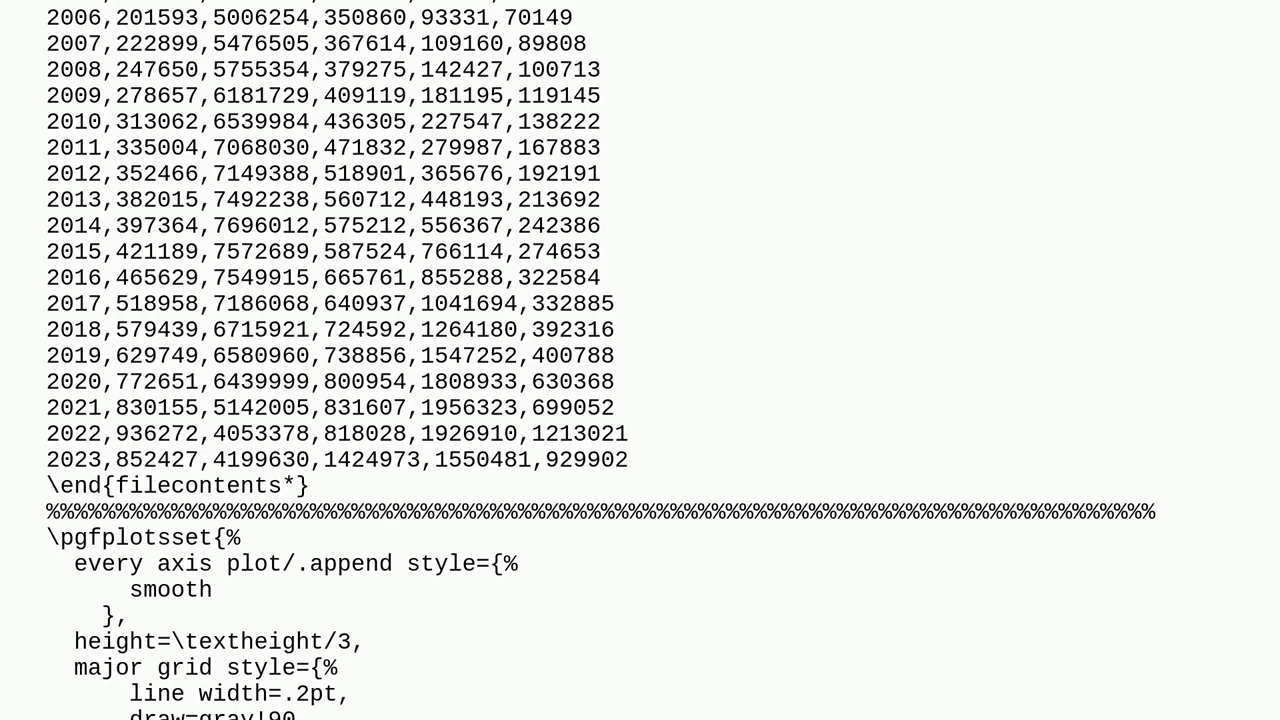 2006,201593,5006254,350860,93331,70149
2007,222899,5476505,367614,109160,89808
2008,247650,5755354,379275,142427,100713
2009,278657,6181729,409119,181195,119145
2010,313062,6539984,436305,227547,138222
2011,335004,7068030,471832,279987,167883
2012,352466,7149388,518901,365676,192191
2013,382015,7492238,560712,448193,213692
2014,397364,7696012,575212,556367,242386
2015,421189,7572689,587524,766114,274653
2016,465629,7549915,665761,855288,322584
2017,518958,7186068,640937,1041694,332885
2018,579439,6715921,724592,1264180,392316
2019,629749,6580960,738856,1547252,400788
2020,772651,6439999,800954,1808933,630368
2021,830155,5142005,831607,1956323,699052
2022,936272,4053378,818028,1926910,1213021
2023,852427,4199630,1424973,1550481,929902
\end{filecontents*}
%%%%%%%%%%%%%%%%%%%%%%%%%%%%%%%%%%%%%%%%%%%%%%%%%%%%%%%%%%%%%%%%%%%%%%%%%%%%%%%%%%
\pgfplotsset{%
  every axis plot/.append style={%
      smooth
    },
  height=\textheight/3,
  major grid style={%
      line width=.2pt,
      draw=gray!90